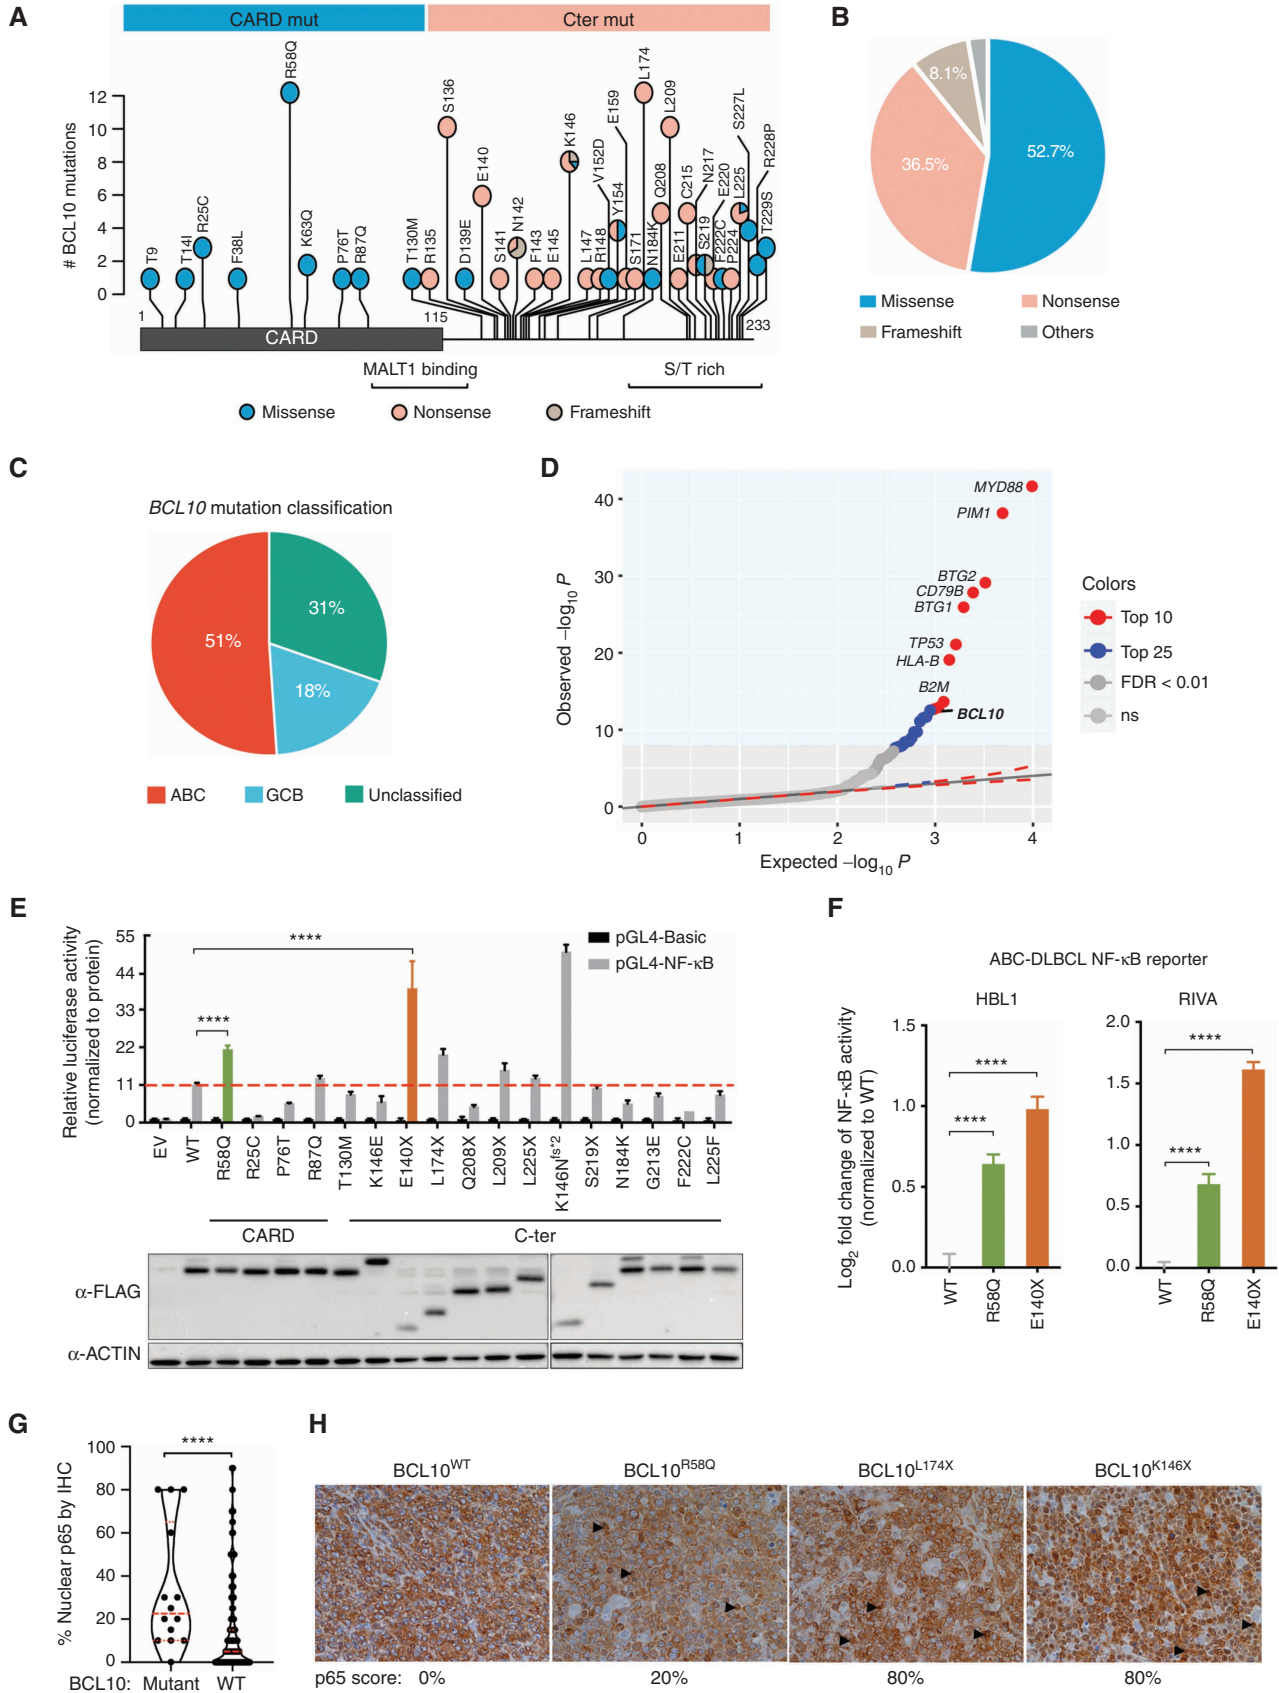 A
CARD mut
Cter mut
# BCL10 mutations
12
10
8
6
4
2
0
T9
T14I
R25C
F38L
R58Q
K63Q
P76T
R87Q
T130M
R135
S136
D139E
E140
S141
N142
F143
E145
K146
L147
R148
V152D
Y154
E159
S171
L174
N184K
Q208
L209
E211
C215
N217
S219
E220
F222C
P224
L225
S227L
R228P
T229S
1
115
233
CARD
MALT1 binding
S/T rich
Missense
Nonsense
Frameshift
B
8.1%
36.5%
52.7%
Missense
Nonsense
Frameshift
Others
C
BCL10 mutation classification
51%
31%
18%
ABC
GCB
Unclassified
D
Observed –log10 P
40
30
20
10
0
MYD88
PIM1
BTG2
CD79B
BTG1
TP53
HLA-B
B2M
BCL10
0
1
2
3
4
Expected –log10 P
Colors
Top 10
Top 25
FDR < 0.01
ns
E
Relative luciferase activity
(normalized to protein)
55
44
33
22
11
0
****
****
pGL4-Basic
pGL4-NF-κB
EV
WT
R58Q
R25C
P76T
R87Q
T130M
K146E
E140X
L174X
Q208X
L209X
L225X
K146Nfs*2
S219X
N184K
G213E
F222C
L225F
CARD
C-ter
α-FLAG
α-ACTIN
F
ABC-DLBCL NF-κB reporter
HBL1
RIVA
Log2 fold change of NF-κB activity
(normalized to WT)
1.5
1.0
0.5
0.0
****
****
WT
R58Q
E140X
2.0
1.5
1.0
0.5
0.0
****
****
WT
R58Q
E140X
G
% Nuclear p65 by IHC
100
80
60
40
20
0
****
BCL10: Mutant WT
H
BCL10WT
BCL10R58Q
BCL10L174X
BCL10K146X
p65 score: 0% 20% 80% 80%